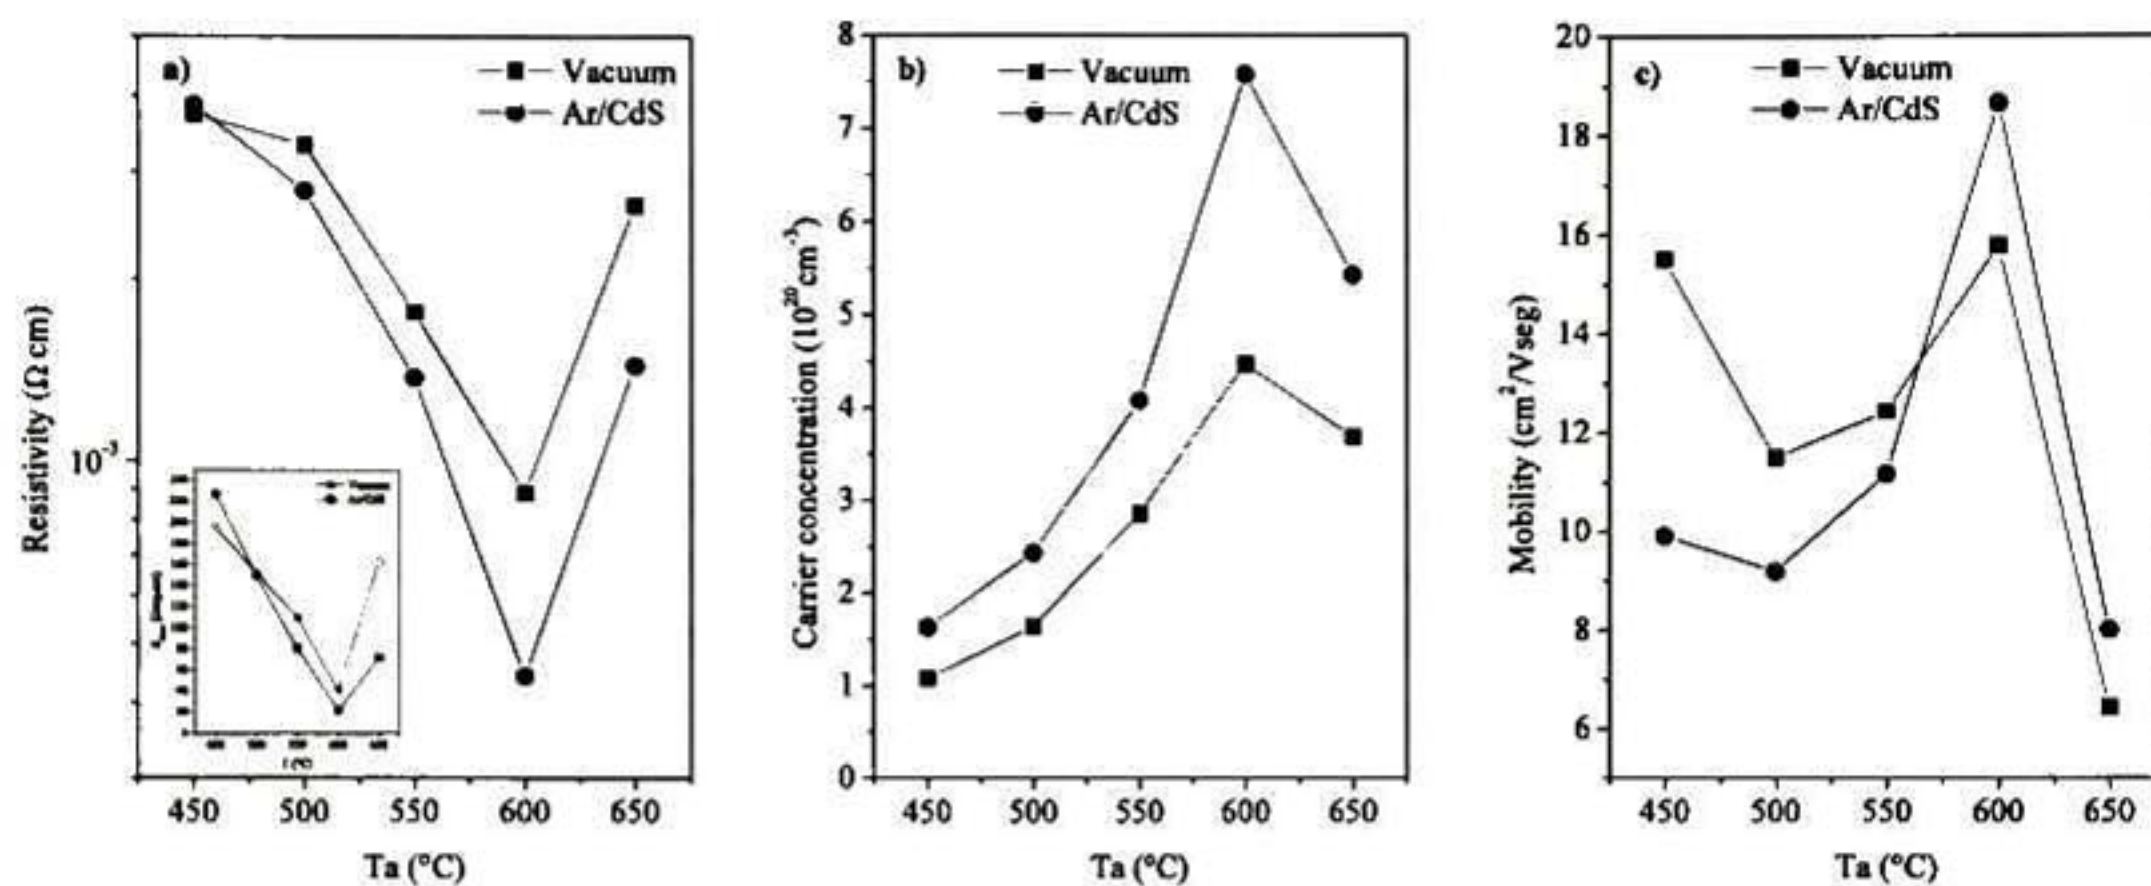 a)
Vacuum
Ar/CdS
Resistivity (Ω cm)
10⁻³
450 500 550 600 650
Ta (°C)
b)
Vacuum
Ar/CdS
Carrier concentration (10²⁰ cm⁻³)
8
7
6
5
4
3
2
1
0
450 500 550 600 650
Ta (°C)
c)
Vacuum
Ar/CdS
Mobility (cm²/Vseg)
20
18
16
14
12
10
8
6
450 500 550 600 650
Ta (°C)